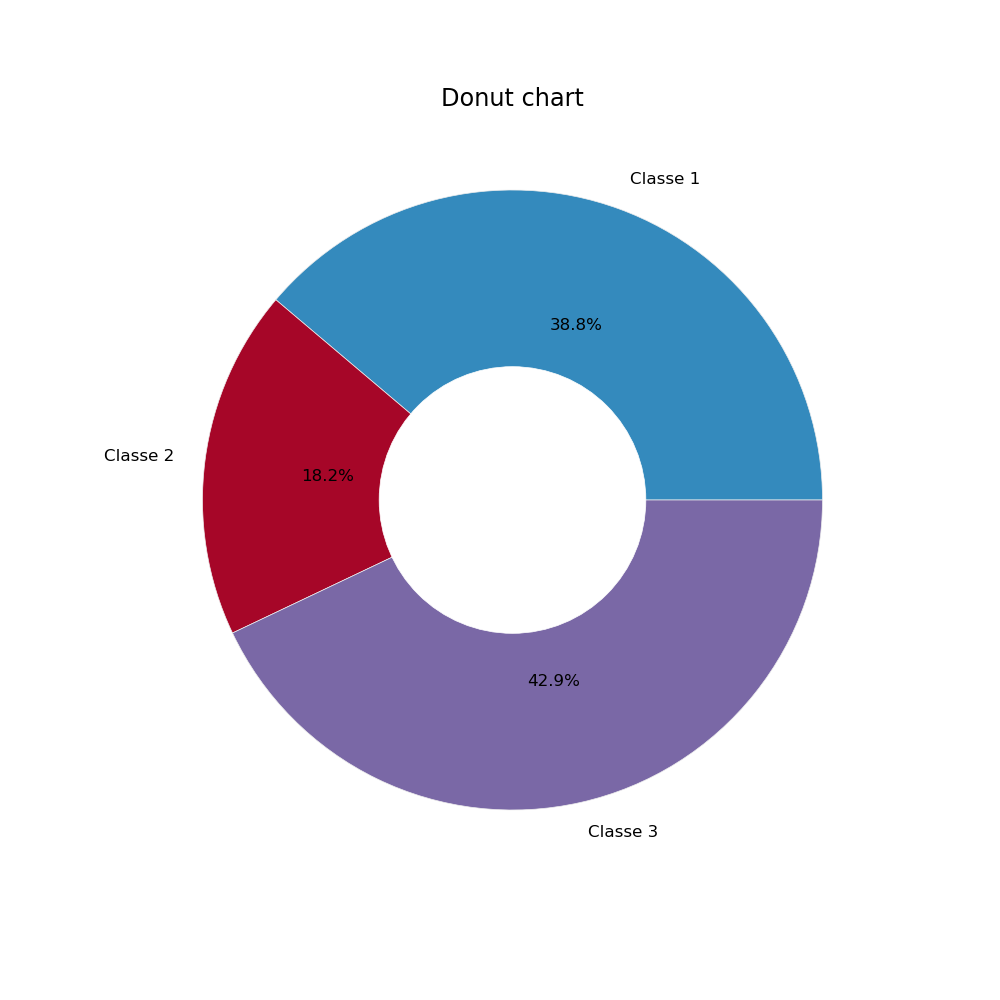 Donut chart
Classe 1
38.8%
Classe 2
18.2%
42.9%
Classe 3